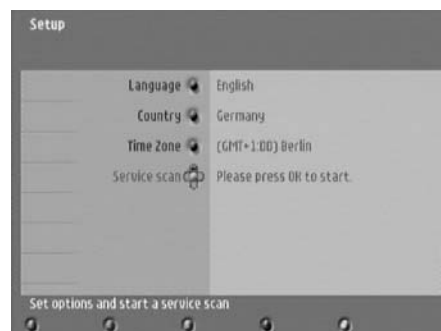 Setup
Language English
Country Germany
Time Zone (GMT+1:00) Berlin
Service scan Please press OK to start.
Set options and start a service scan